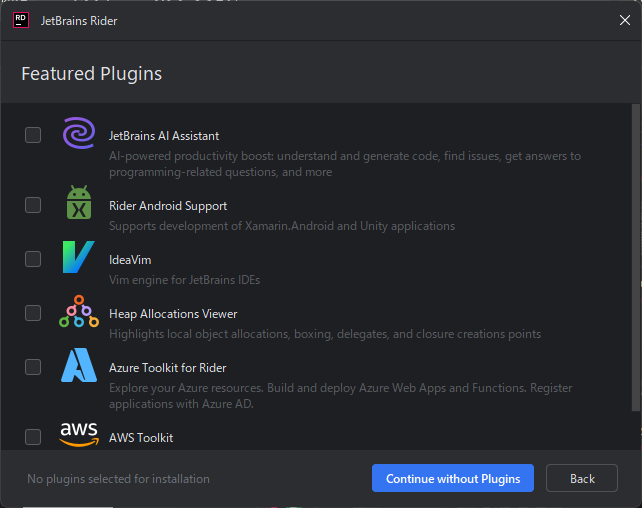 RD JetBrains Rider
Featured Plugins
JetBrains AI Assistant
AI-powered productivity boost: understand and generate code, find issues, get answers to
programming-related questions, and more
Rider Android Support
Supports development of Xamarin.Android and Unity applications
IdeaVim
Vim engine for JetBrains IDEs
Heap Allocations Viewer
Highlights local object allocations, boxing, delegates, and closure creations points
Azure Toolkit for Rider
Explore your Azure resources. Build and deploy Azure Web Apps and Functions. Register
applications with Azure AD.
aws AWS Toolkit
No plugins selected for installation
Continue without Plugins
Back